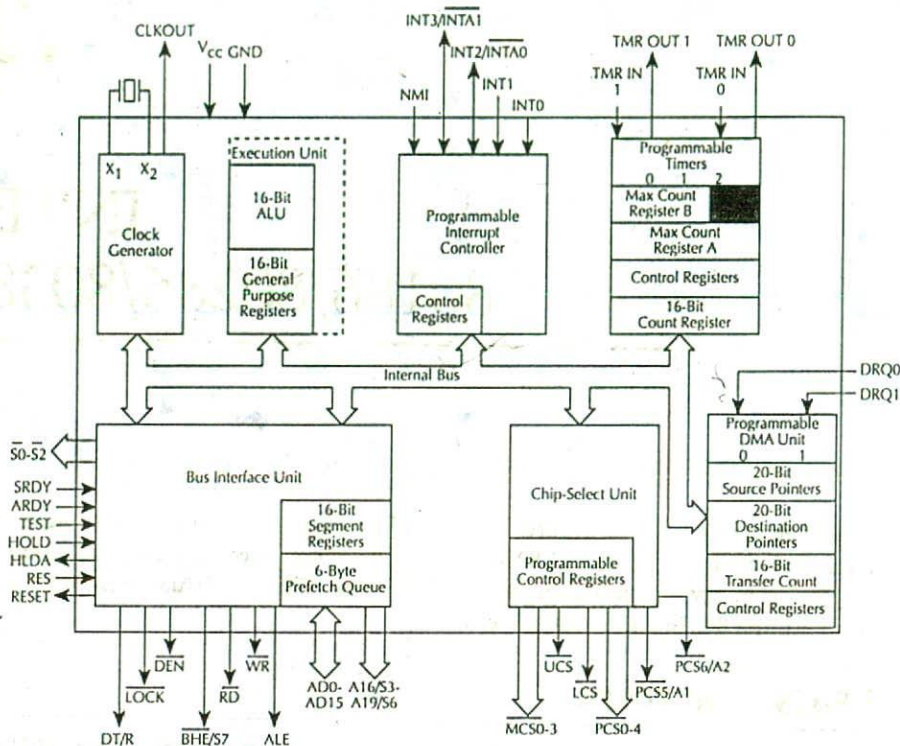 CLKOUT
VCC GND
INT3/INTA1
INT2/INTA0
INT1
NMI
INT0
TMR OUT 1
TMR OUT 0
TMR IN
1
TMR IN
0
X1 X2
Clock
Generator
Execution Unit
16-Bit
ALU
16-Bit
General
Purpose
Registers
Programmable
Interrupt
Controller
Control
Registers
Programmable
Timers
0 1 2
Max Count
Register B
Max Count
Register A
Control Registers
16-Bit
Count Register
Internal Bus
DRQ0
DRQ1
S0-S2
SRDY
ARDY
TEST
HOLD
HLDA
RES
RESET
Bus Interface Unit
16-Bit
Segment
Registers
6-Byte
Prefetch Queue
Chip-Select Unit
Programmable
Control Registers
Programmable
DMA Unit
0 1
20-Bit
Source Pointers
20-Bit
Destination
Pointers
16-Bit
Transfer Count
Control Registers
DT/R
LOCK
DEN
BHE/S7
RD
WR
ALE
AD0-
AD15
A16/S3-
A19/S6
MCS0-3
UCS
LCS
PCS0-4
PCS5/A1
PCS6/A2